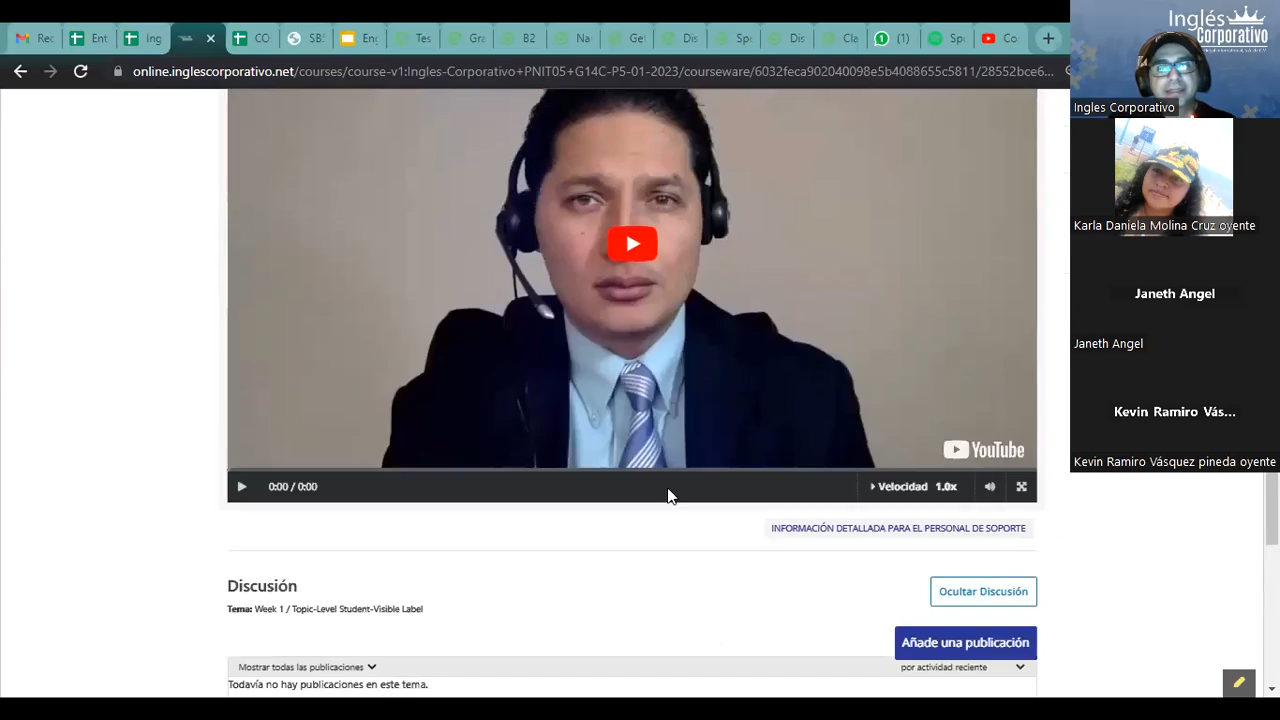 Rec
Ent
Ing
CO
SB
Eng
Tes
Gra
B2
Na
Get
Dis
Spe
Dis
Cla
(1)
Sp
Co
online.inglescorporativo.net/courses/course-v1:Ingles-Corporativo+PNIT05+G14C-P5-01-2023/courseware/6032feca902040098e5b4088655c5811/28552bce6...
Inglés
Corporativo
Ingles Corporativo
Karla Daniela Molina Cruz oyente
Janeth Angel
Janeth Angel
Kevin Ramiro Vás...
Kevin Ramiro Vásquez pineda oyente
YouTube
0:00 / 0:00
Velocidad 1.0x
INFORMACIÓN DETALLADA PARA EL PERSONAL DE SOPORTE
Discusión
Ocultar Discusión
Tema: Week 1 / Topic-Level Student-Visible Label
Añade una publicación
Mostrar todas las publicaciones
por actividad reciente
Todavía no hay publicaciones en este tema.